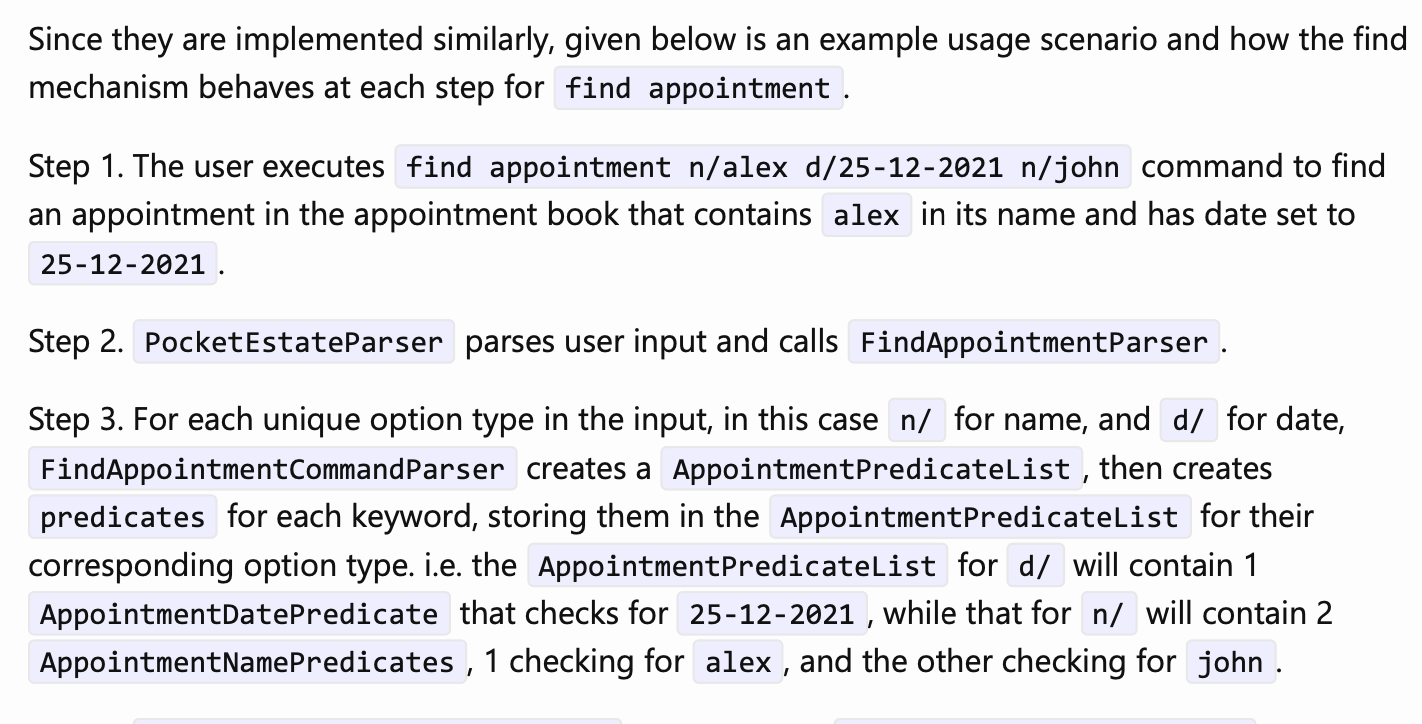 Since they are implemented similarly, given below is an example usage scenario and how the find
mechanism behaves at each step for find appointment.
Step 1. The user executes find appointment n/alex d/25-12-2021 n/john command to find
an appointment in the appointment book that contains alex in its name and has date set to
25-12-2021.
Step 2. PocketEstateParser parses user input and calls FindAppointmentParser.
Step 3. For each unique option type in the input, in this case n/ for name, and d/ for date,
FindAppointmentCommandParser creates a AppointmentPredicateList, then creates
predicates for each keyword, storing them in the AppointmentPredicateList for their
corresponding option type. i.e. the AppointmentPredicateList for d/ will contain 1
AppointmentDatePredicate that checks for 25-12-2021, while that for n/ will contain 2
AppointmentNamePredicates, 1 checking for alex, and the other checking for john.